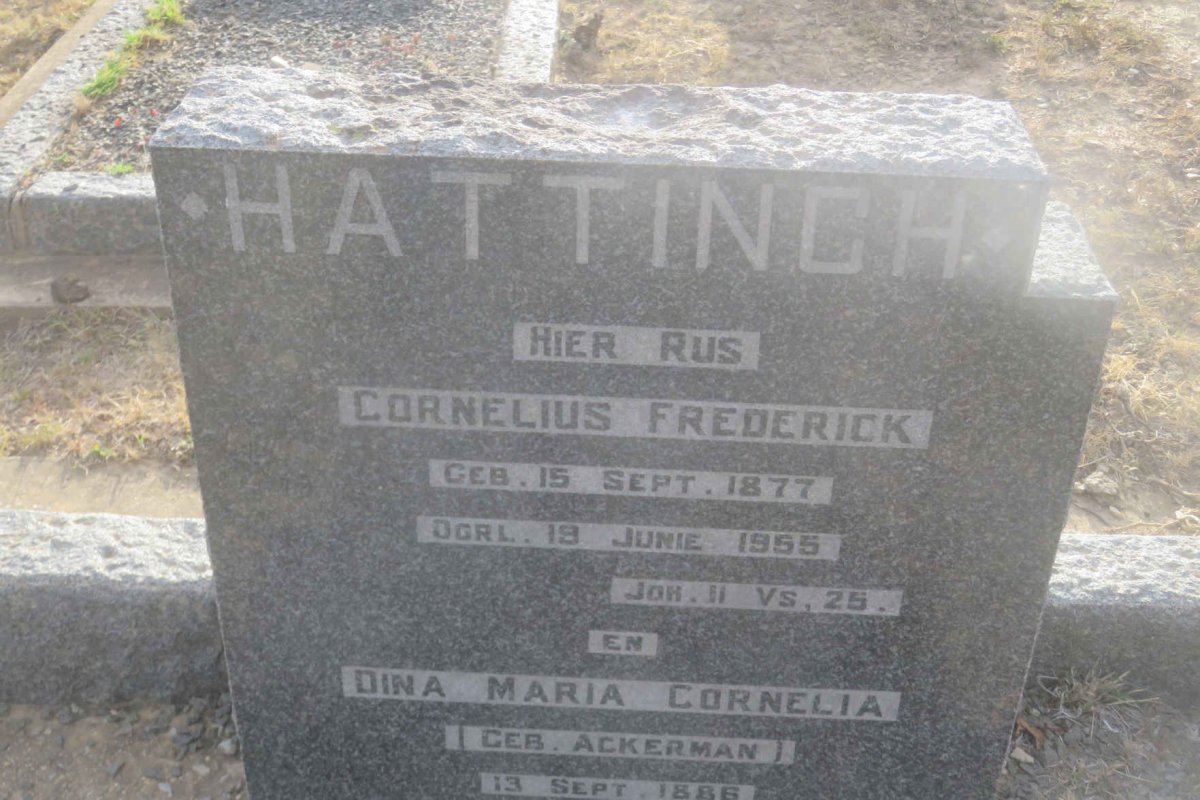 HATTINGH
HIER RUS
CORNELIUS FREDERICK
GEB. 15 SEPT. 1877
OORL. 19 JUNIE 1955
JOH. 11 VS, 25.
EN
DINA MARIA CORNELIA
(GEB. ACKERMAN)
13 SEPT. 1886